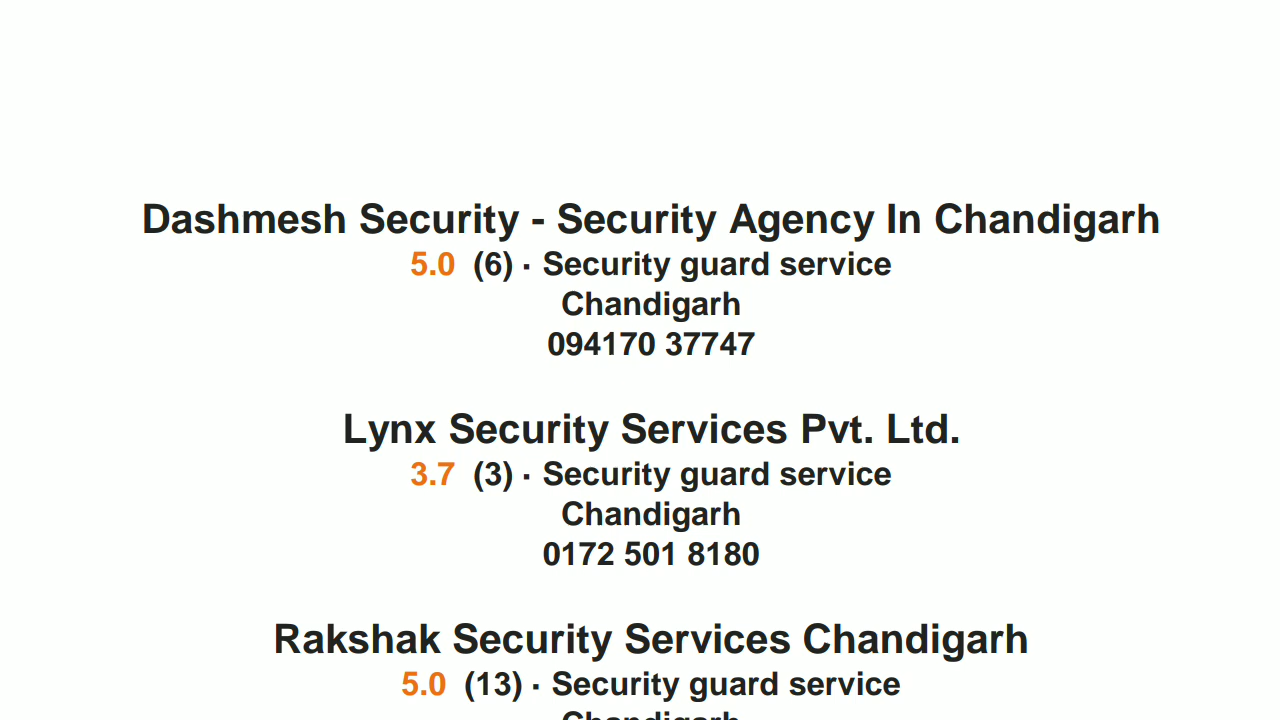 Dashmesh Security - Security Agency In Chandigarh
5.0 (6) · Security guard service
Chandigarh
094170 37747
Lynx Security Services Pvt. Ltd.
3.7 (3) · Security guard service
Chandigarh
0172 501 8180
Rakshak Security Services Chandigarh
5.0 (13) · Security guard service
Chandigarh